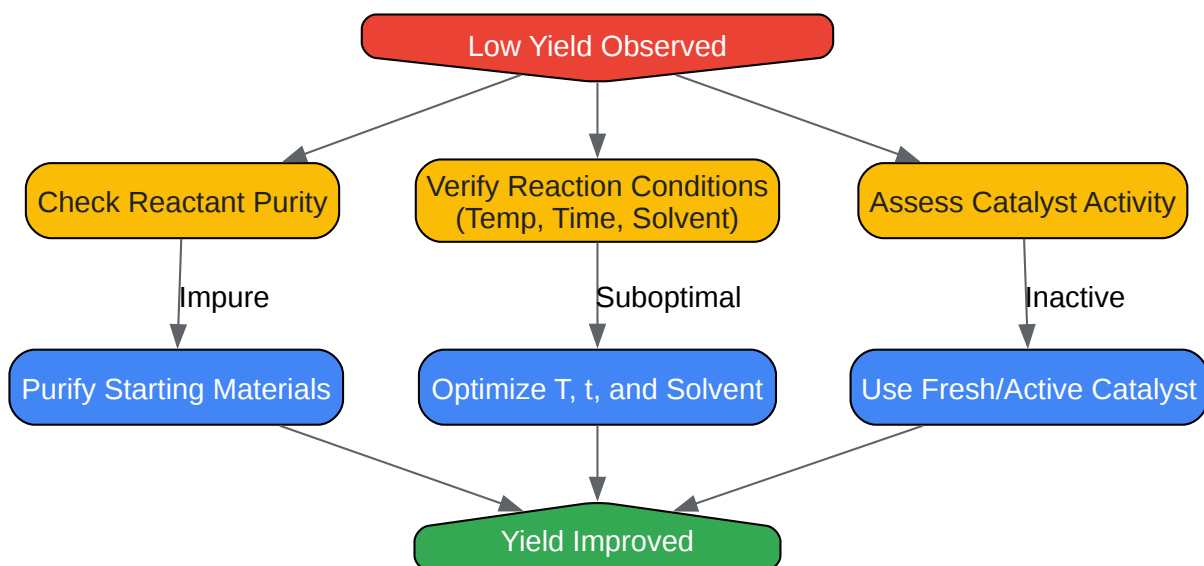 Low Yield Observed
Check Reactant Purity
Verify Reaction Conditions
(Temp, Time, Solvent)
Assess Catalyst Activity
Impure
Suboptimal
Inactive
Purify Starting Materials
Optimize T, t, and Solvent
Use Fresh/Active Catalyst
Yield Improved